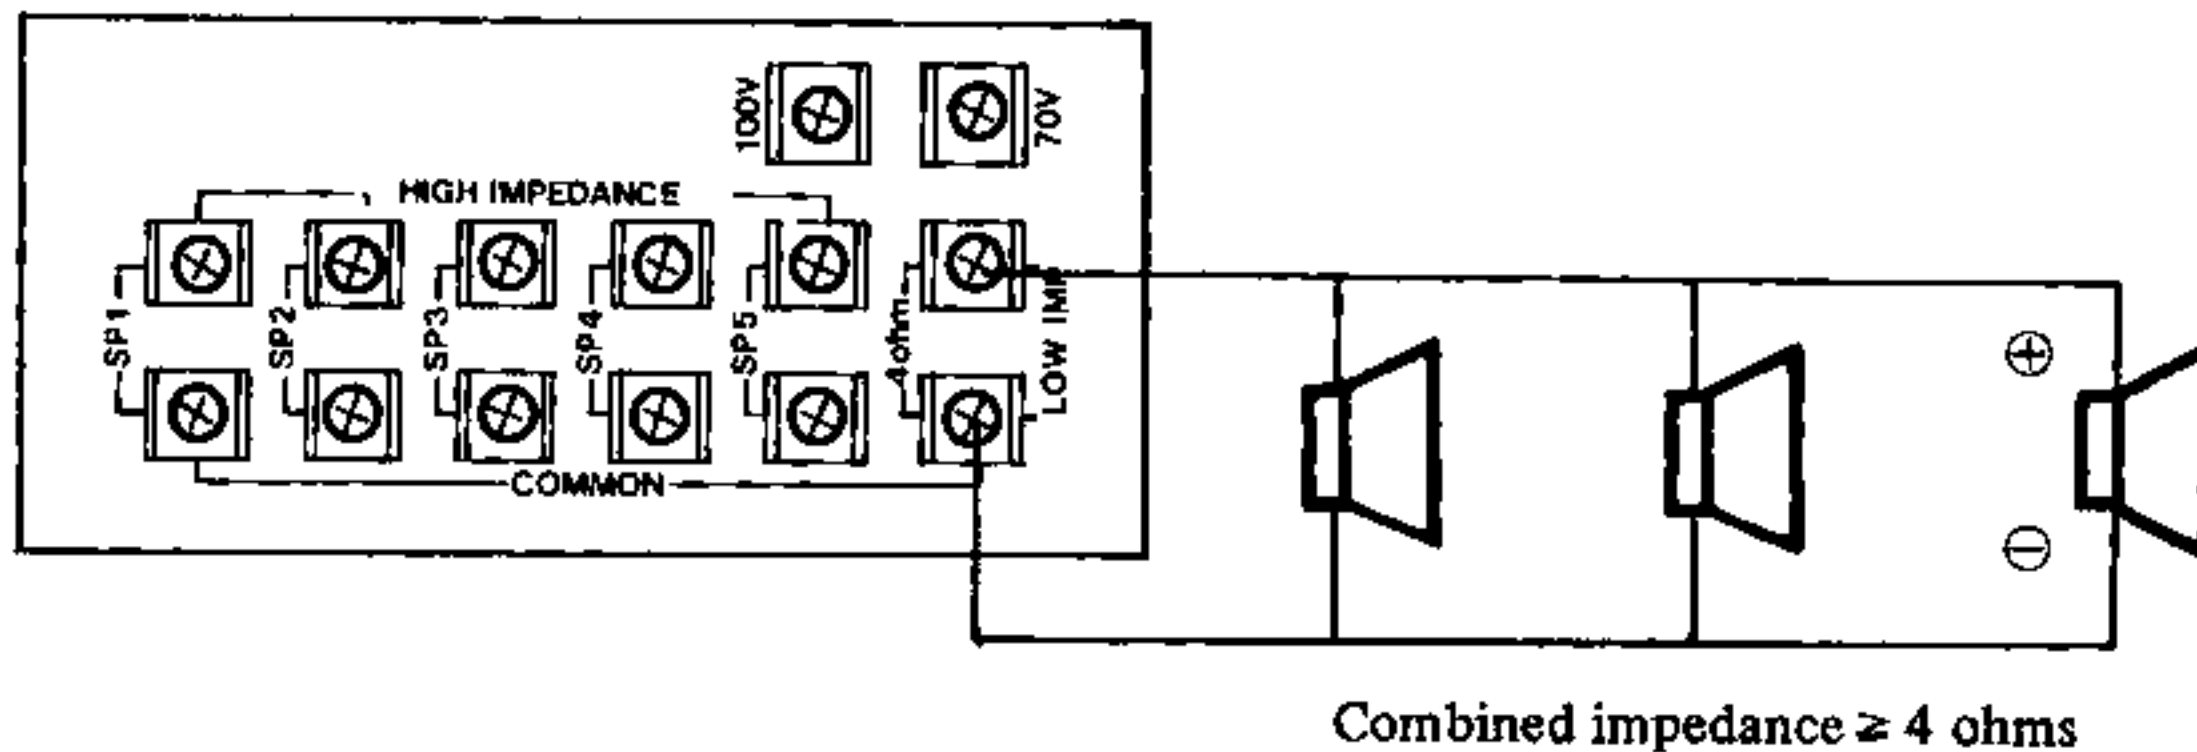 100V
70V
HIGH IMPEDANCE
SP1
SP2
SP3
SP4
SP5
4ohm
LOW IMP
COMMON
⊕
⊖
Combined impedance ≥ 4 ohms